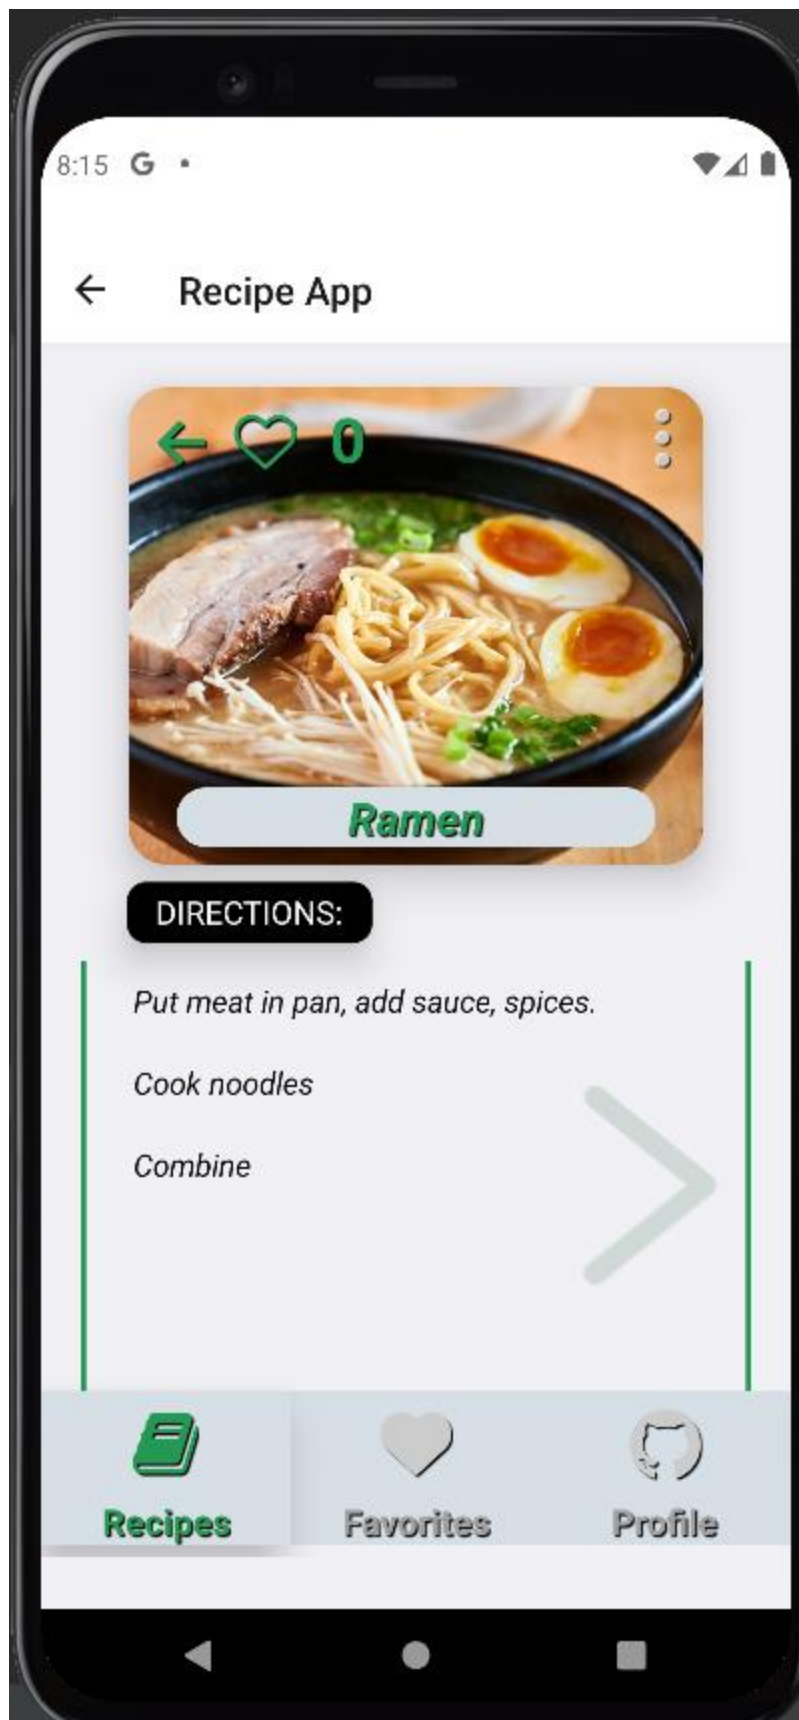 8:15 G
Recipe App
0
Ramen
DIRECTIONS:
Put meat in pan, add sauce, spices.
Cook noodles
Combine
Recipes
Favorites
Profile